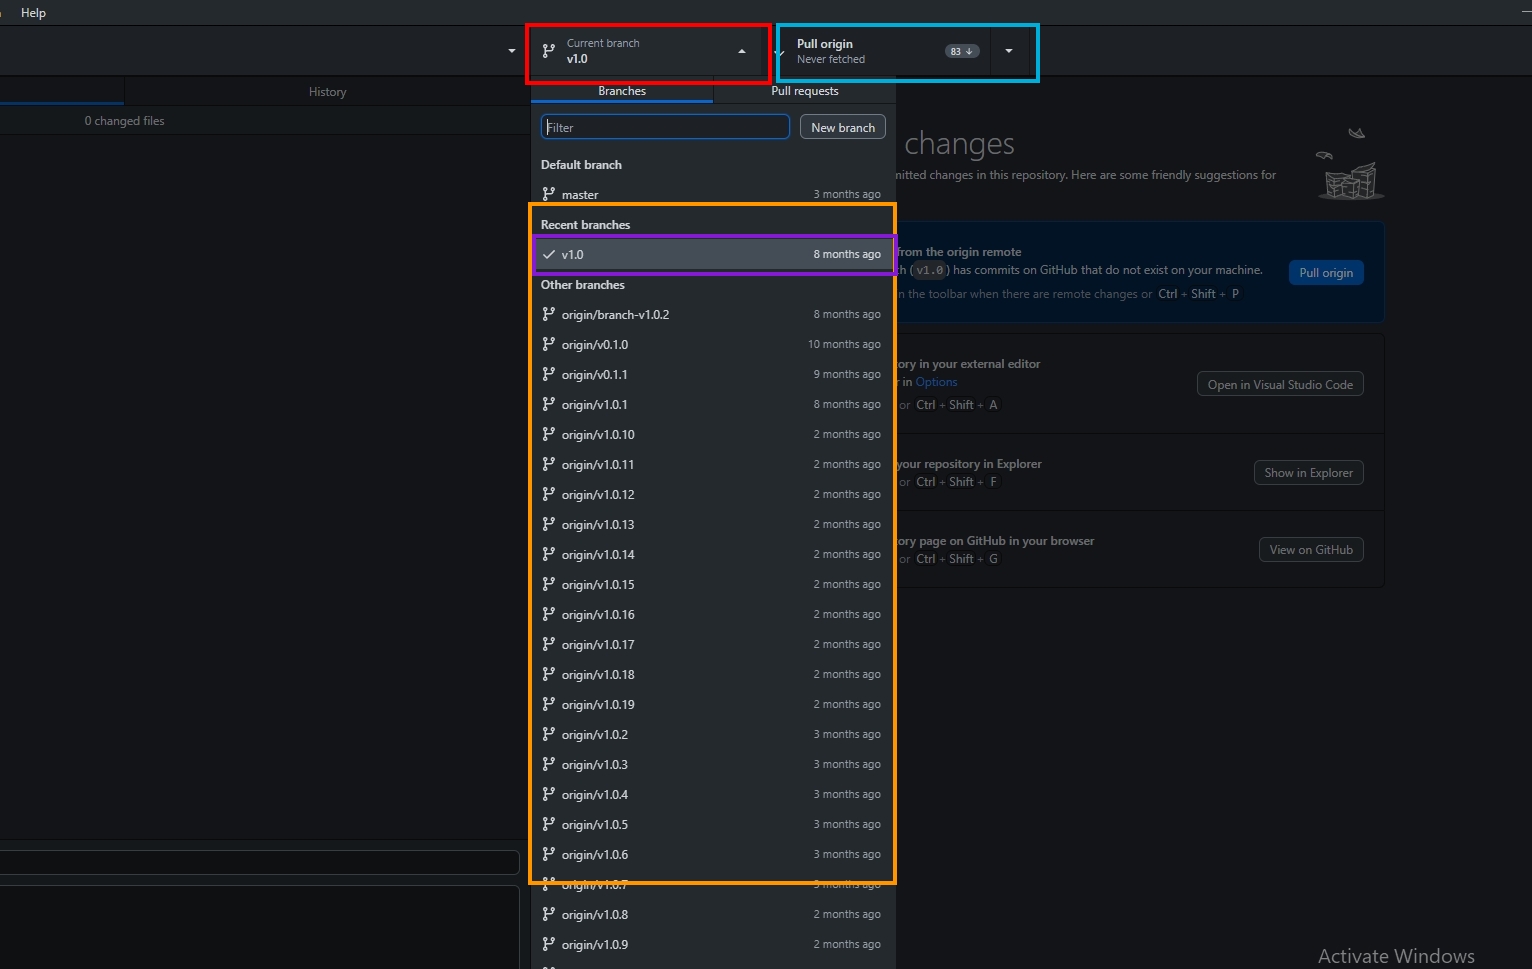 Help
Current branch
v1.0
Pull origin
Never fetched
83
History
Branches
Pull requests
0 changed files
Filter
New branch
changes
Default branch
mitted changes in this repository. Here are some friendly suggestions for
master 3 months ago
Recent branches
v1.0 8 months ago
from the origin remote
h (v1.0) has commits on GitHub that do not exist on your machine.
Pull origin
n the toolbar when there are remote changes or Ctrl + Shift + P
Other branches
origin/branch-v1.0.2 8 months ago
origin/v0.1.0 10 months ago
origin/v0.1.1 9 months ago
origin/v1.0.1 8 months ago
origin/v1.0.10 2 months ago
origin/v1.0.11 2 months ago
origin/v1.0.12 2 months ago
origin/v1.0.13 2 months ago
origin/v1.0.14 2 months ago
origin/v1.0.15 2 months ago
origin/v1.0.16 2 months ago
origin/v1.0.17 2 months ago
origin/v1.0.18 2 months ago
origin/v1.0.19 2 months ago
origin/v1.0.2 3 months ago
origin/v1.0.3 3 months ago
origin/v1.0.4 3 months ago
origin/v1.0.5 3 months ago
origin/v1.0.6 3 months ago
origin/v1.0.7 3 months ago
origin/v1.0.8 2 months ago
origin/v1.0.9 2 months ago
ory in your external editor
r in Options
or Ctrl + Shift + A
Open in Visual Studio Code
your repository in Explorer
or Ctrl + Shift + F
Show in Explorer
ory page on GitHub in your browser
or Ctrl + Shift + G
View on GitHub
Activate Windows